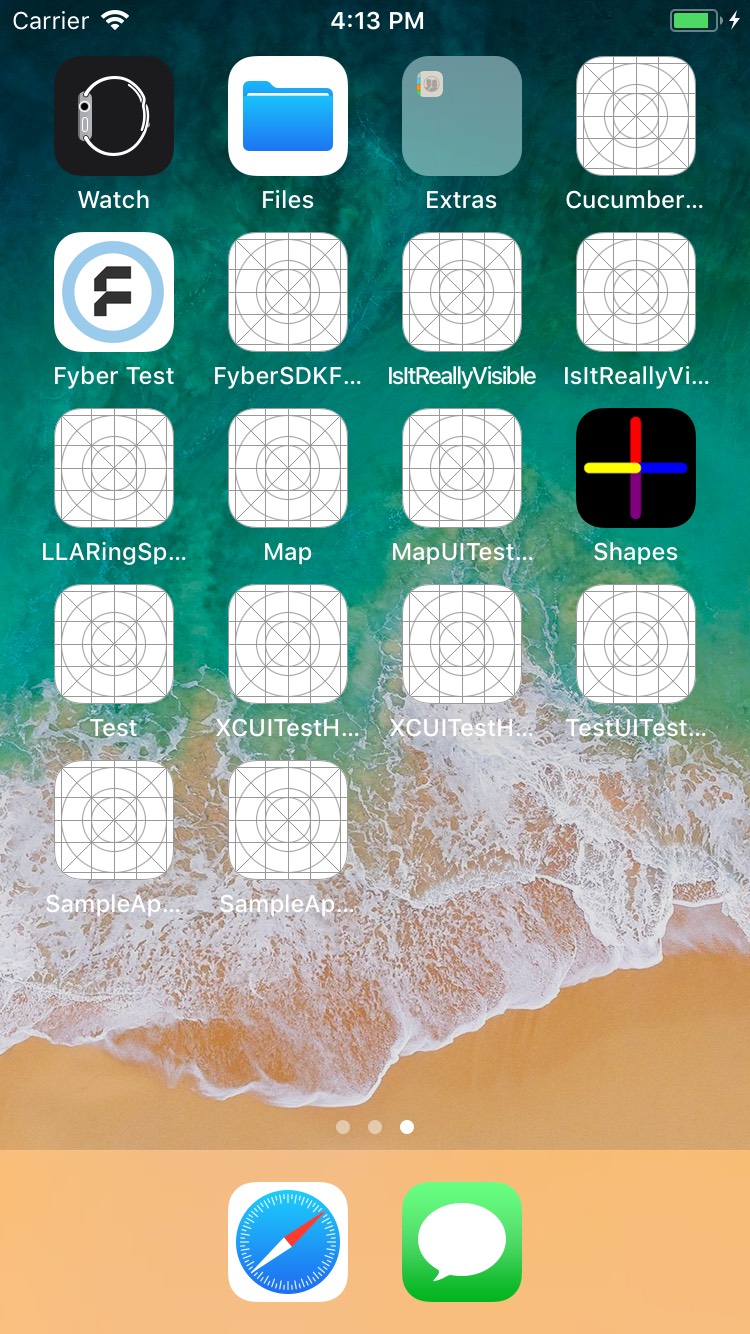 Carrier 4:13 PM
Watch Files Extras Cucumber...
Fyber Test FyberSDKF... IsItReallyVisible IsItReallyVi...
LLARingSp... Map MapUITest... Shapes
Test XCUITestH... XCUITestH... TestUITest...
SampleAp... SampleAp...